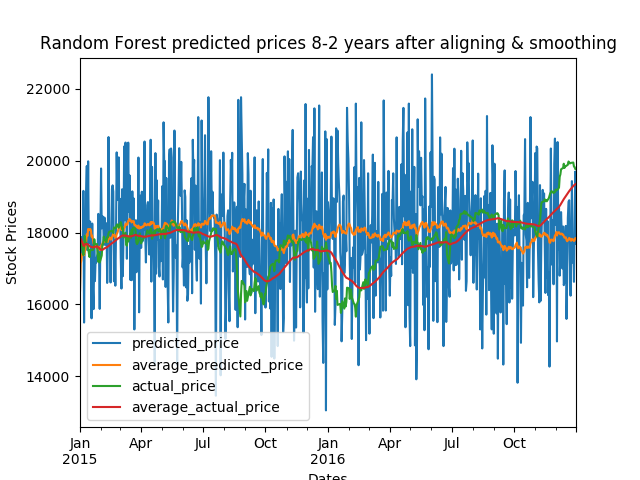 Random Forest predicted prices 8-2 years after aligning & smoothing
22000
20000
18000
16000
14000
Stock Prices
predicted_price
average_predicted_price
actual_price
average_actual_price
Jan Apr Jul Oct Jan Apr Jul Oct
2015 2016
Dates